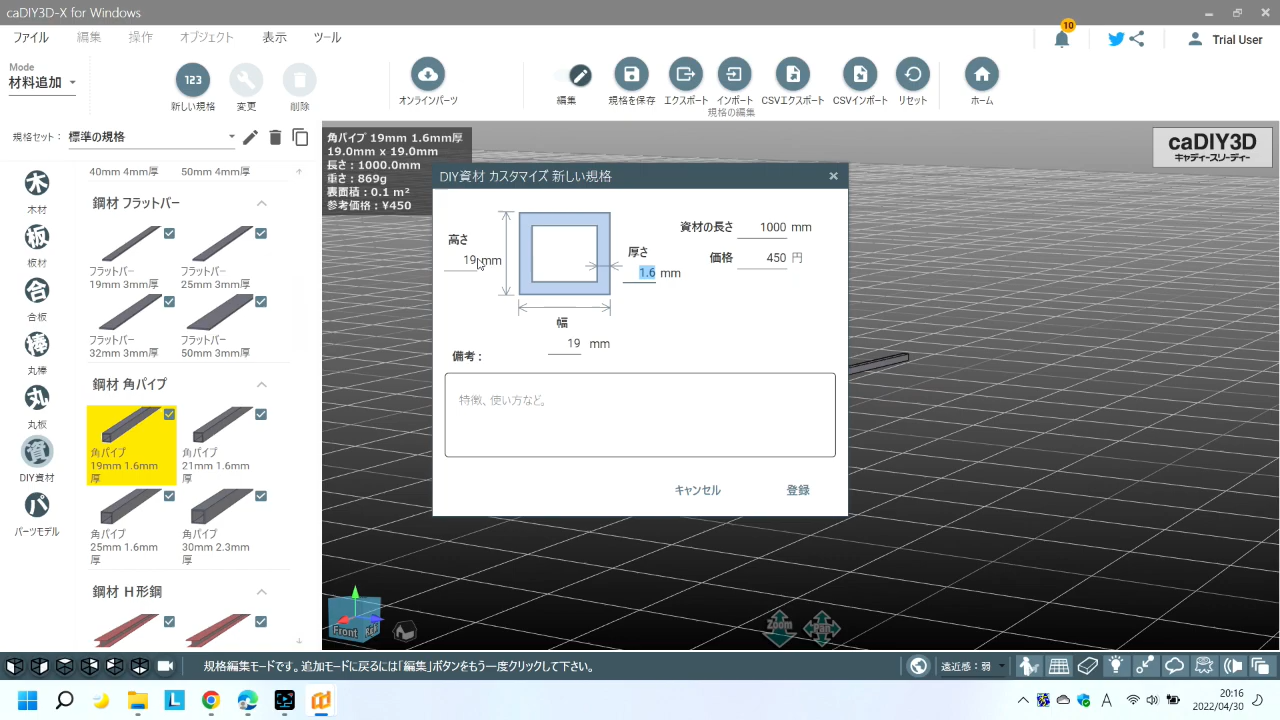 caDIY3D-X for Windows
ファイル 編集 操作 オブジェクト 表示 ツール
10
Trial User
Mode
材料追加
123
新しい規格
変更
削除
オンラインパーツ
編集
規格を保存
エクスポート
インポート
CSVエクスポート
CSVインポート
リセット
ホーム
規格の編集
規格セット：
標準の規格
木
木材
板
板材
合
合板
棒
丸棒
丸
丸板
資
DIY資材
パ
パーツモデル
40mm 4mm厚
50mm 4mm厚
鋼材 フラットバー
フラットバー
19mm 3mm厚
フラットバー
25mm 3mm厚
フラットバー
32mm 3mm厚
フラットバー
50mm 3mm厚
鋼材 角パイプ
角パイプ
19mm 1.6mm
厚
角パイプ
21mm 1.6mm
厚
角パイプ
25mm 1.6mm
厚
角パイプ
30mm 2.3mm
厚
鋼材 H形鋼
角パイプ 19mm 1.6mm厚
19.0mm x 19.0mm
長さ : 1000.0mm
重さ : 869g
表面積 : 0.1 m²
参考価格 : ¥450
caDIY3D
キャディースリーディー
DIY資材 カスタマイズ 新しい規格
高さ
19 mm
厚さ
1.6 mm
幅
19 mm
資材の長さ 1000 mm
価格 450 円
備考 :
特徴、使い方など。
キャンセル
登録
Front
Zoom
Pan
規格編集モードです。追加モードに戻るには「編集」ボタンをもう一度クリックして下さい。
遠近感 : 弱
A
20:16
2022/04/30